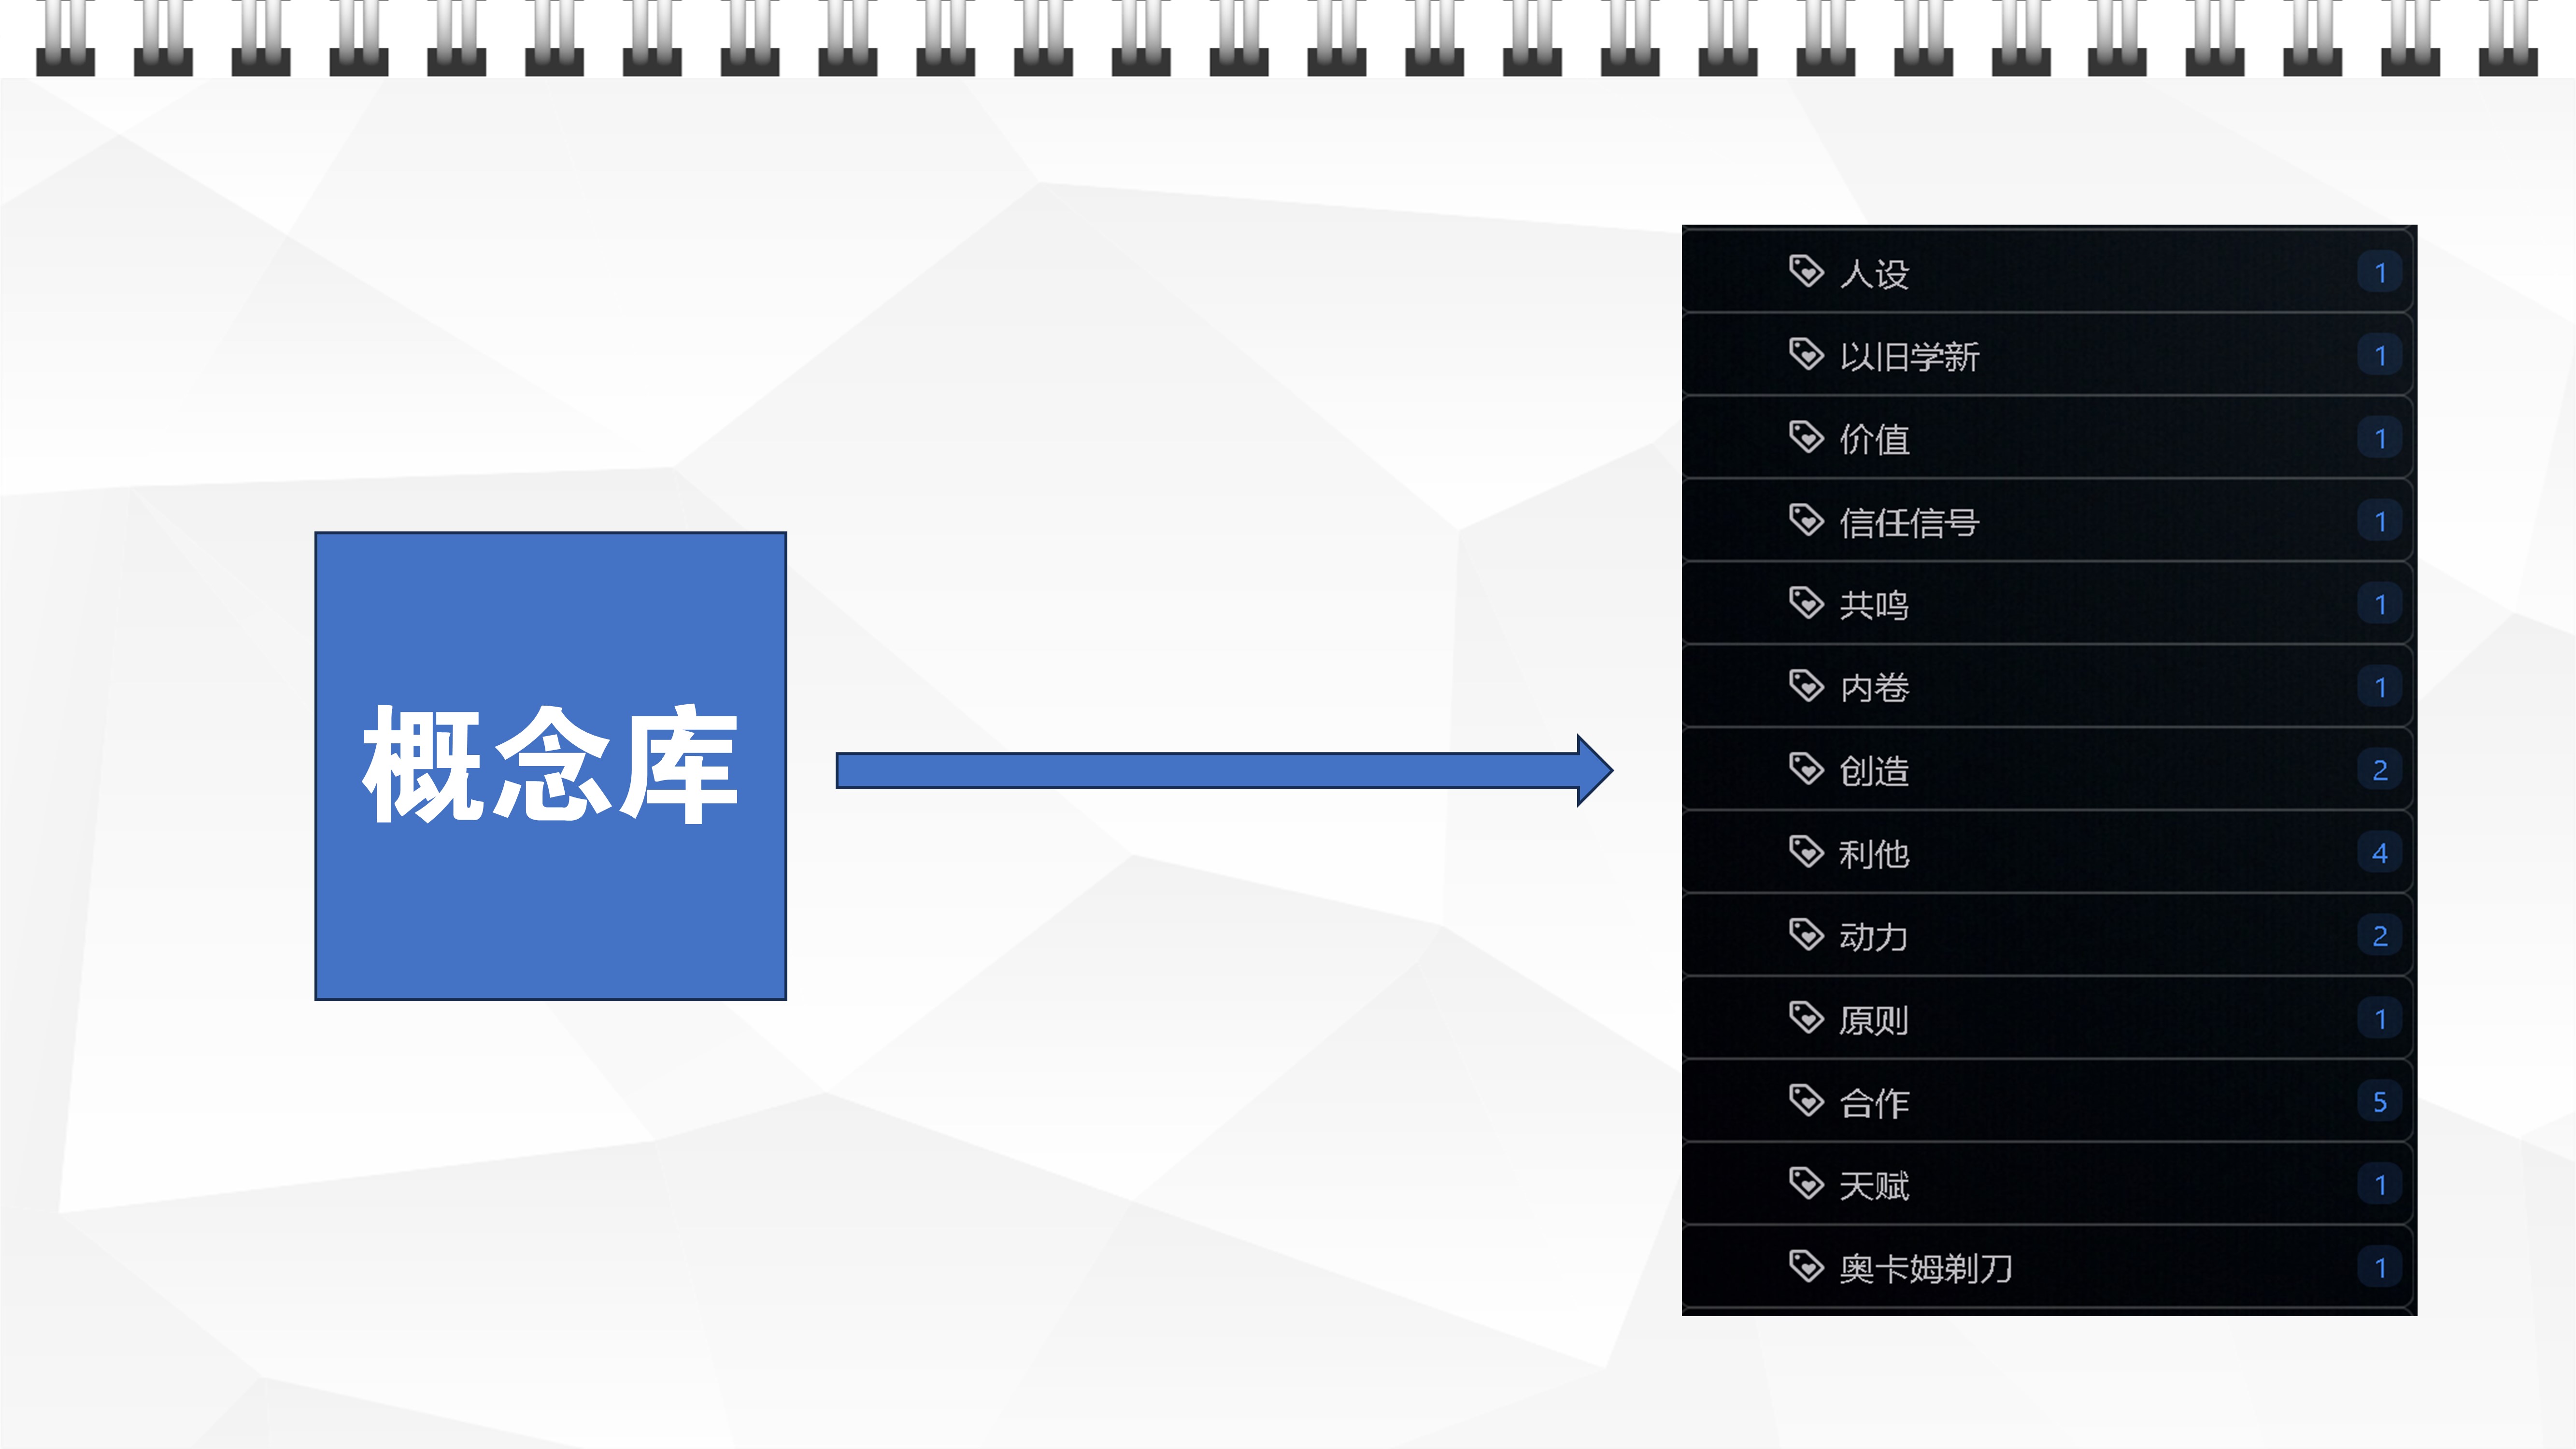 概念库
人设 1
以旧学新 1
价值 1
信任信号 1
共鸣 1
内卷 1
创造 2
利他 4
动力 2
原则 1
合作 5
天赋 1
奥卡姆剃刀 1